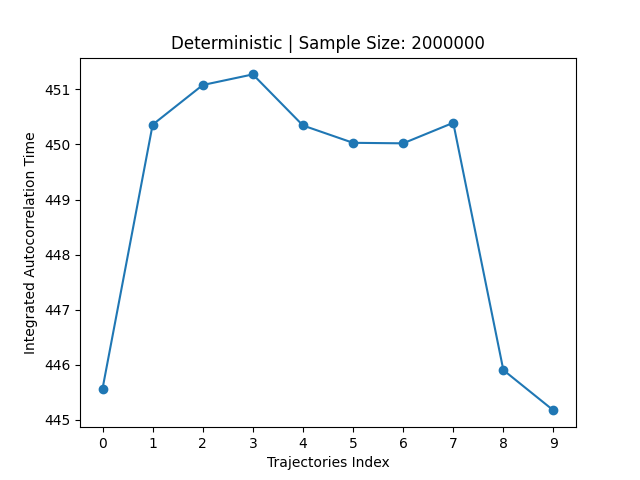 Deterministic | Sample Size: 2000000
Integrated Autocorrelation Time
451
450
449
448
447
446
445
0 1 2 3 4 5 6 7 8 9
Trajectories Index